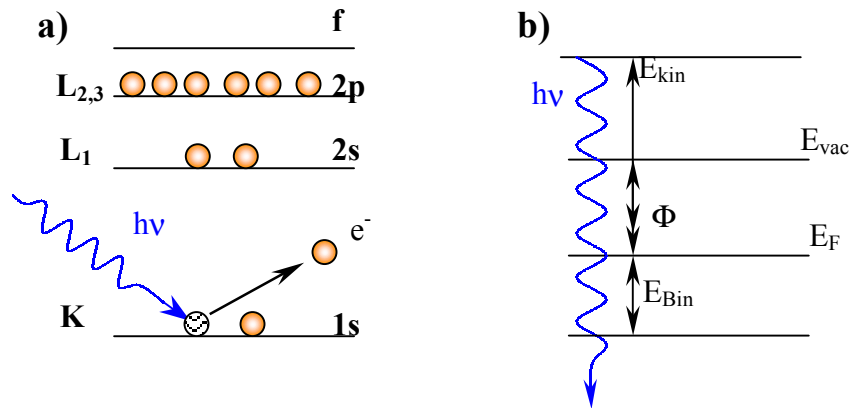 a)
f
L2,3
2p
L1
2s
hν
e-
K
1s
b)
Ekin
hν
Evac
Φ
EF
EBin